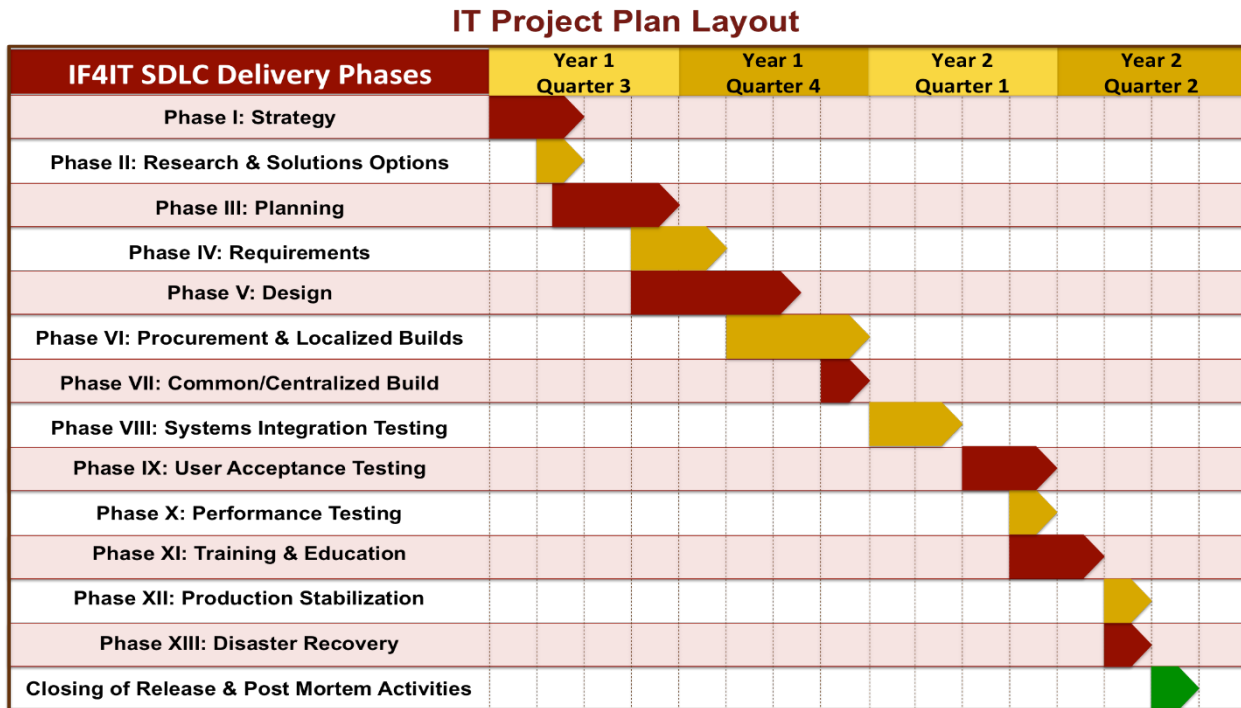 IT Project Plan Layout
IF4IT SDLC Delivery Phases
Year 1
Quarter 3
Year 1
Quarter 4
Year 2
Quarter 1
Year 2
Quarter 2
Phase I: Strategy
Phase II: Research & Solutions Options
Phase III: Planning
Phase IV: Requirements
Phase V: Design
Phase VI: Procurement & Localized Builds
Phase VII: Common/Centralized Build
Phase VIII: Systems Integration Testing
Phase IX: User Acceptance Testing
Phase X: Performance Testing
Phase XI: Training & Education
Phase XII: Production Stabilization
Phase XIII: Disaster Recovery
Closing of Release & Post Mortem Activities